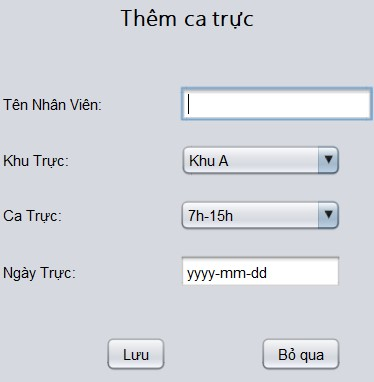 Thêm ca trực
Tên Nhân Viên:
Khu Trực: Khu A
Ca Trực: 7h-15h
Ngày Trực: yyyy-mm-dd
Lưu Bỏ qua